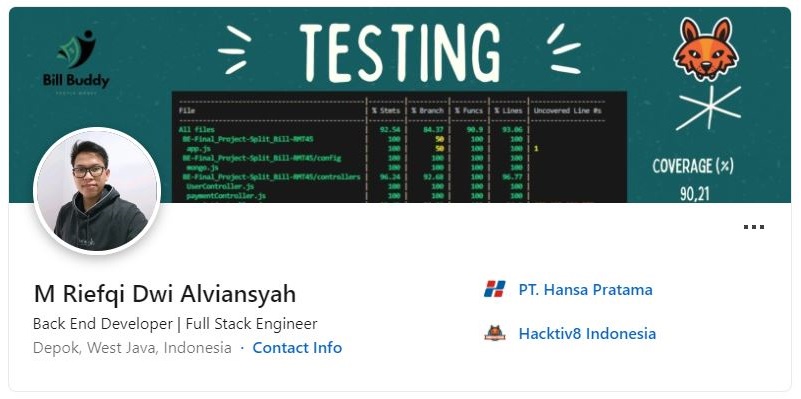 TESTING
Bill Buddy
File | % Stmts | % Branch | % Funcs | % Lines | Uncovered Line #s
All files | 92.54 | 84.37 | 90.9 | 93.06 |
BE-Final_Project-Split_Bill-RMT45 | 100 | 50 | 100 | 100 |
app.js | 100 | 50 | 100 | 100 | 1
BE-Final_Project-Split_Bill-RMT45/config | 100 | 100 | 100 | 100 |
mongo.js | 100 | 100 | 100 | 100 |
BE-Final_Project-Split_Bill-RMT45/controllers | 96.24 | 92.68 | 100 | 96.77 |
UserController.js | 100 | 100 | 100 | 100 |
paymentController.js | 100 | 100 | 100 | 100 |
COVERAGE (%)
90,21
M Riefqi Dwi Alviansyah
Back End Developer | Full Stack Engineer
Depok, West Java, Indonesia · Contact Info
PT. Hansa Pratama
Hacktiv8 Indonesia